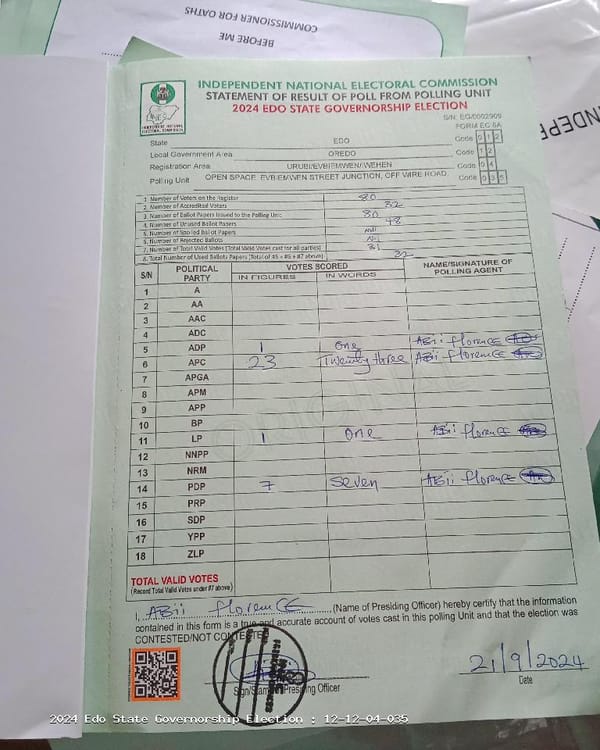 COMMISSIONER FOR OATHS
BEFORE ME
INDEPENDENT NATIONAL ELECTORAL COMMISSION
STATEMENT OF RESULT OF POLL FROM POLLING UNIT
2024 EDO STATE GOVERNORSHIP ELECTION
S/N: EG/0002909
FORM EC 8A
State EDO Code 1 2
Local Government Area OREDO Code 1 2
Registration Area URUBI/EVBIEMWEN/IWEHEN Code 0 4
Polling Unit OPEN SPACE, EVBIEMWEN STREET JUNCTION, OFF WIRE ROAD, Code 0 3 5
1. Number of Voters on the Register 80
2. Number of Accredited Voters 32
3. Number of Ballot Papers Issued to the Polling Unit 80
4. Number of Unused Ballot Papers 48
5. Number of Spoiled Ballot Papers
6. Number of Rejected Ballots
7. Number of Total Valid Votes (Total Valid Votes cast for all parties)
8. Total Number of Used Ballots Papers (Total of #5 + #6 + #7 above) 32
S/N POLITICAL PARTY VOTES SCORED NAME/SIGNATURE OF POLLING AGENT
IN FIGURES IN WORDS
1 A
2 AA
3 AAC
4 ADC
5 ADP 1 One ABii florenCE
6 APC 23 Twenty three ABii florenCE
7 APGA
8 APM
9 APP
10 BP
11 LP 1 One ABii florenCE
12 NNPP
13 NRM
14 PDP 7 Seven ABii florenCE
15 PRP
16 SDP
17 YPP
18 ZLP
TOTAL VALID VOTES
(Record Total Valid Votes under #7 above)
I, ABii florenCE (Name of Presiding Officer) hereby certify that the information
contained in this form is a true and accurate account of votes cast in this polling Unit and that the election was
CONTESTED/NOT CONTESTED
21/9/2024
Sign/Stamp Presiding Officer Date
2024 Edo State Governorship Election : 12-12-04-035